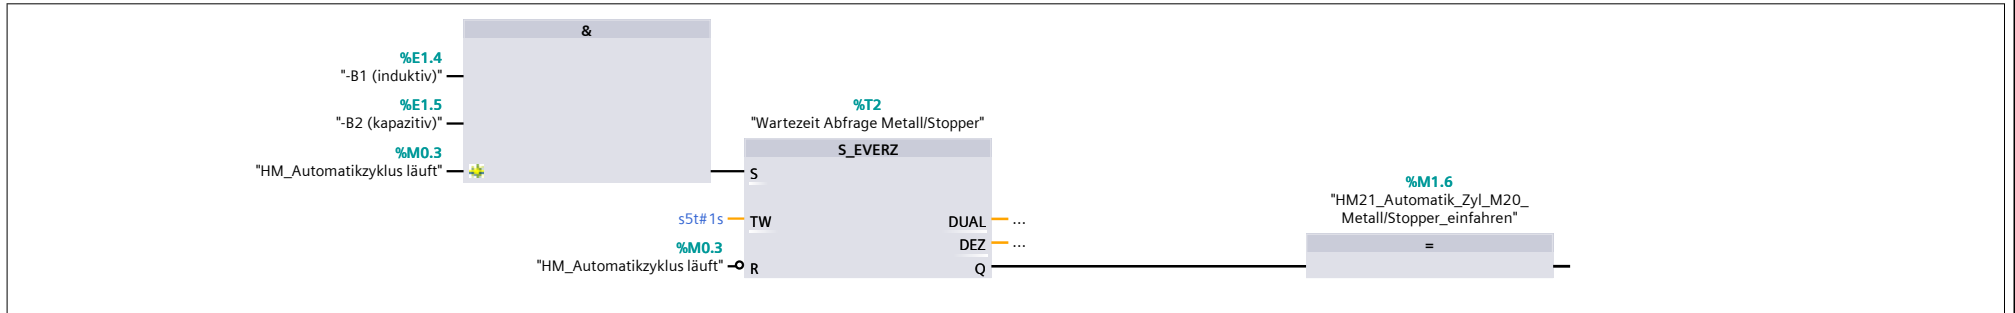 &
%E1.4
"-B1 (induktiv)"
%E1.5
"-B2 (kapazitiv)"
%M0.3
"HM_Automatikzyklus läuft"
%T2
"Wartezeit Abfrage Metall/Stopper"
S_EVERZ
S
s5t#1s TW
%M0.3
"HM_Automatikzyklus läuft" R
DUAL ...
DEZ ...
Q
%M1.6
"HM21_Automatik_Zyl_M20_
Metall/Stopper_einfahren"
=